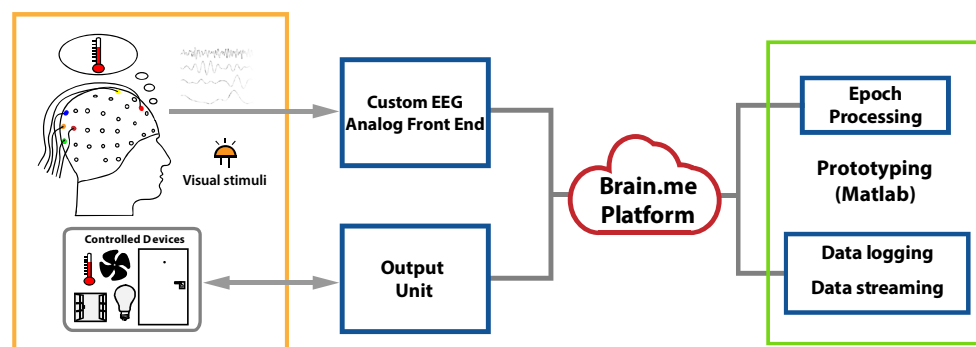 Visual stimuli
Controlled Devices
Custom EEG
Analog Front End
Output
Unit
Brain.me
Platform
Epoch
Processing
Prototyping
(Matlab)
Data logging
Data streaming